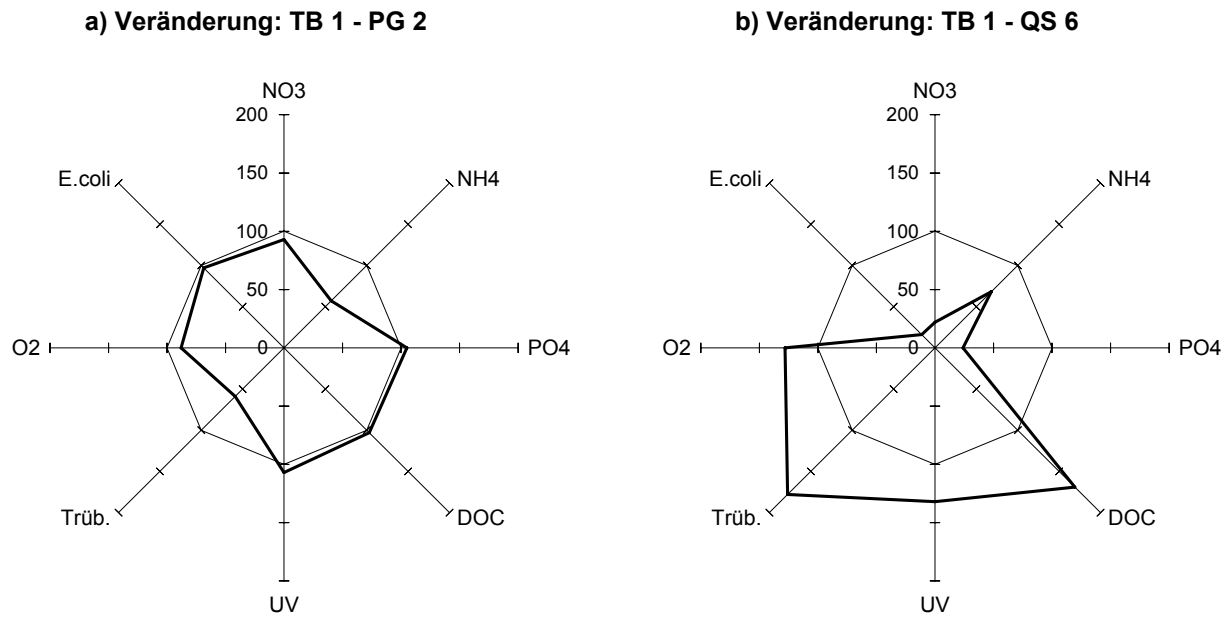 a) Veränderung: TB 1 - PG 2
NO3
200
150
100
50
0
E.coli
NH4
O2
PO4
Trüb.
DOC
UV
b) Veränderung: TB 1 - QS 6
NO3
200
150
100
50
0
E.coli
NH4
O2
PO4
Trüb.
DOC
UV